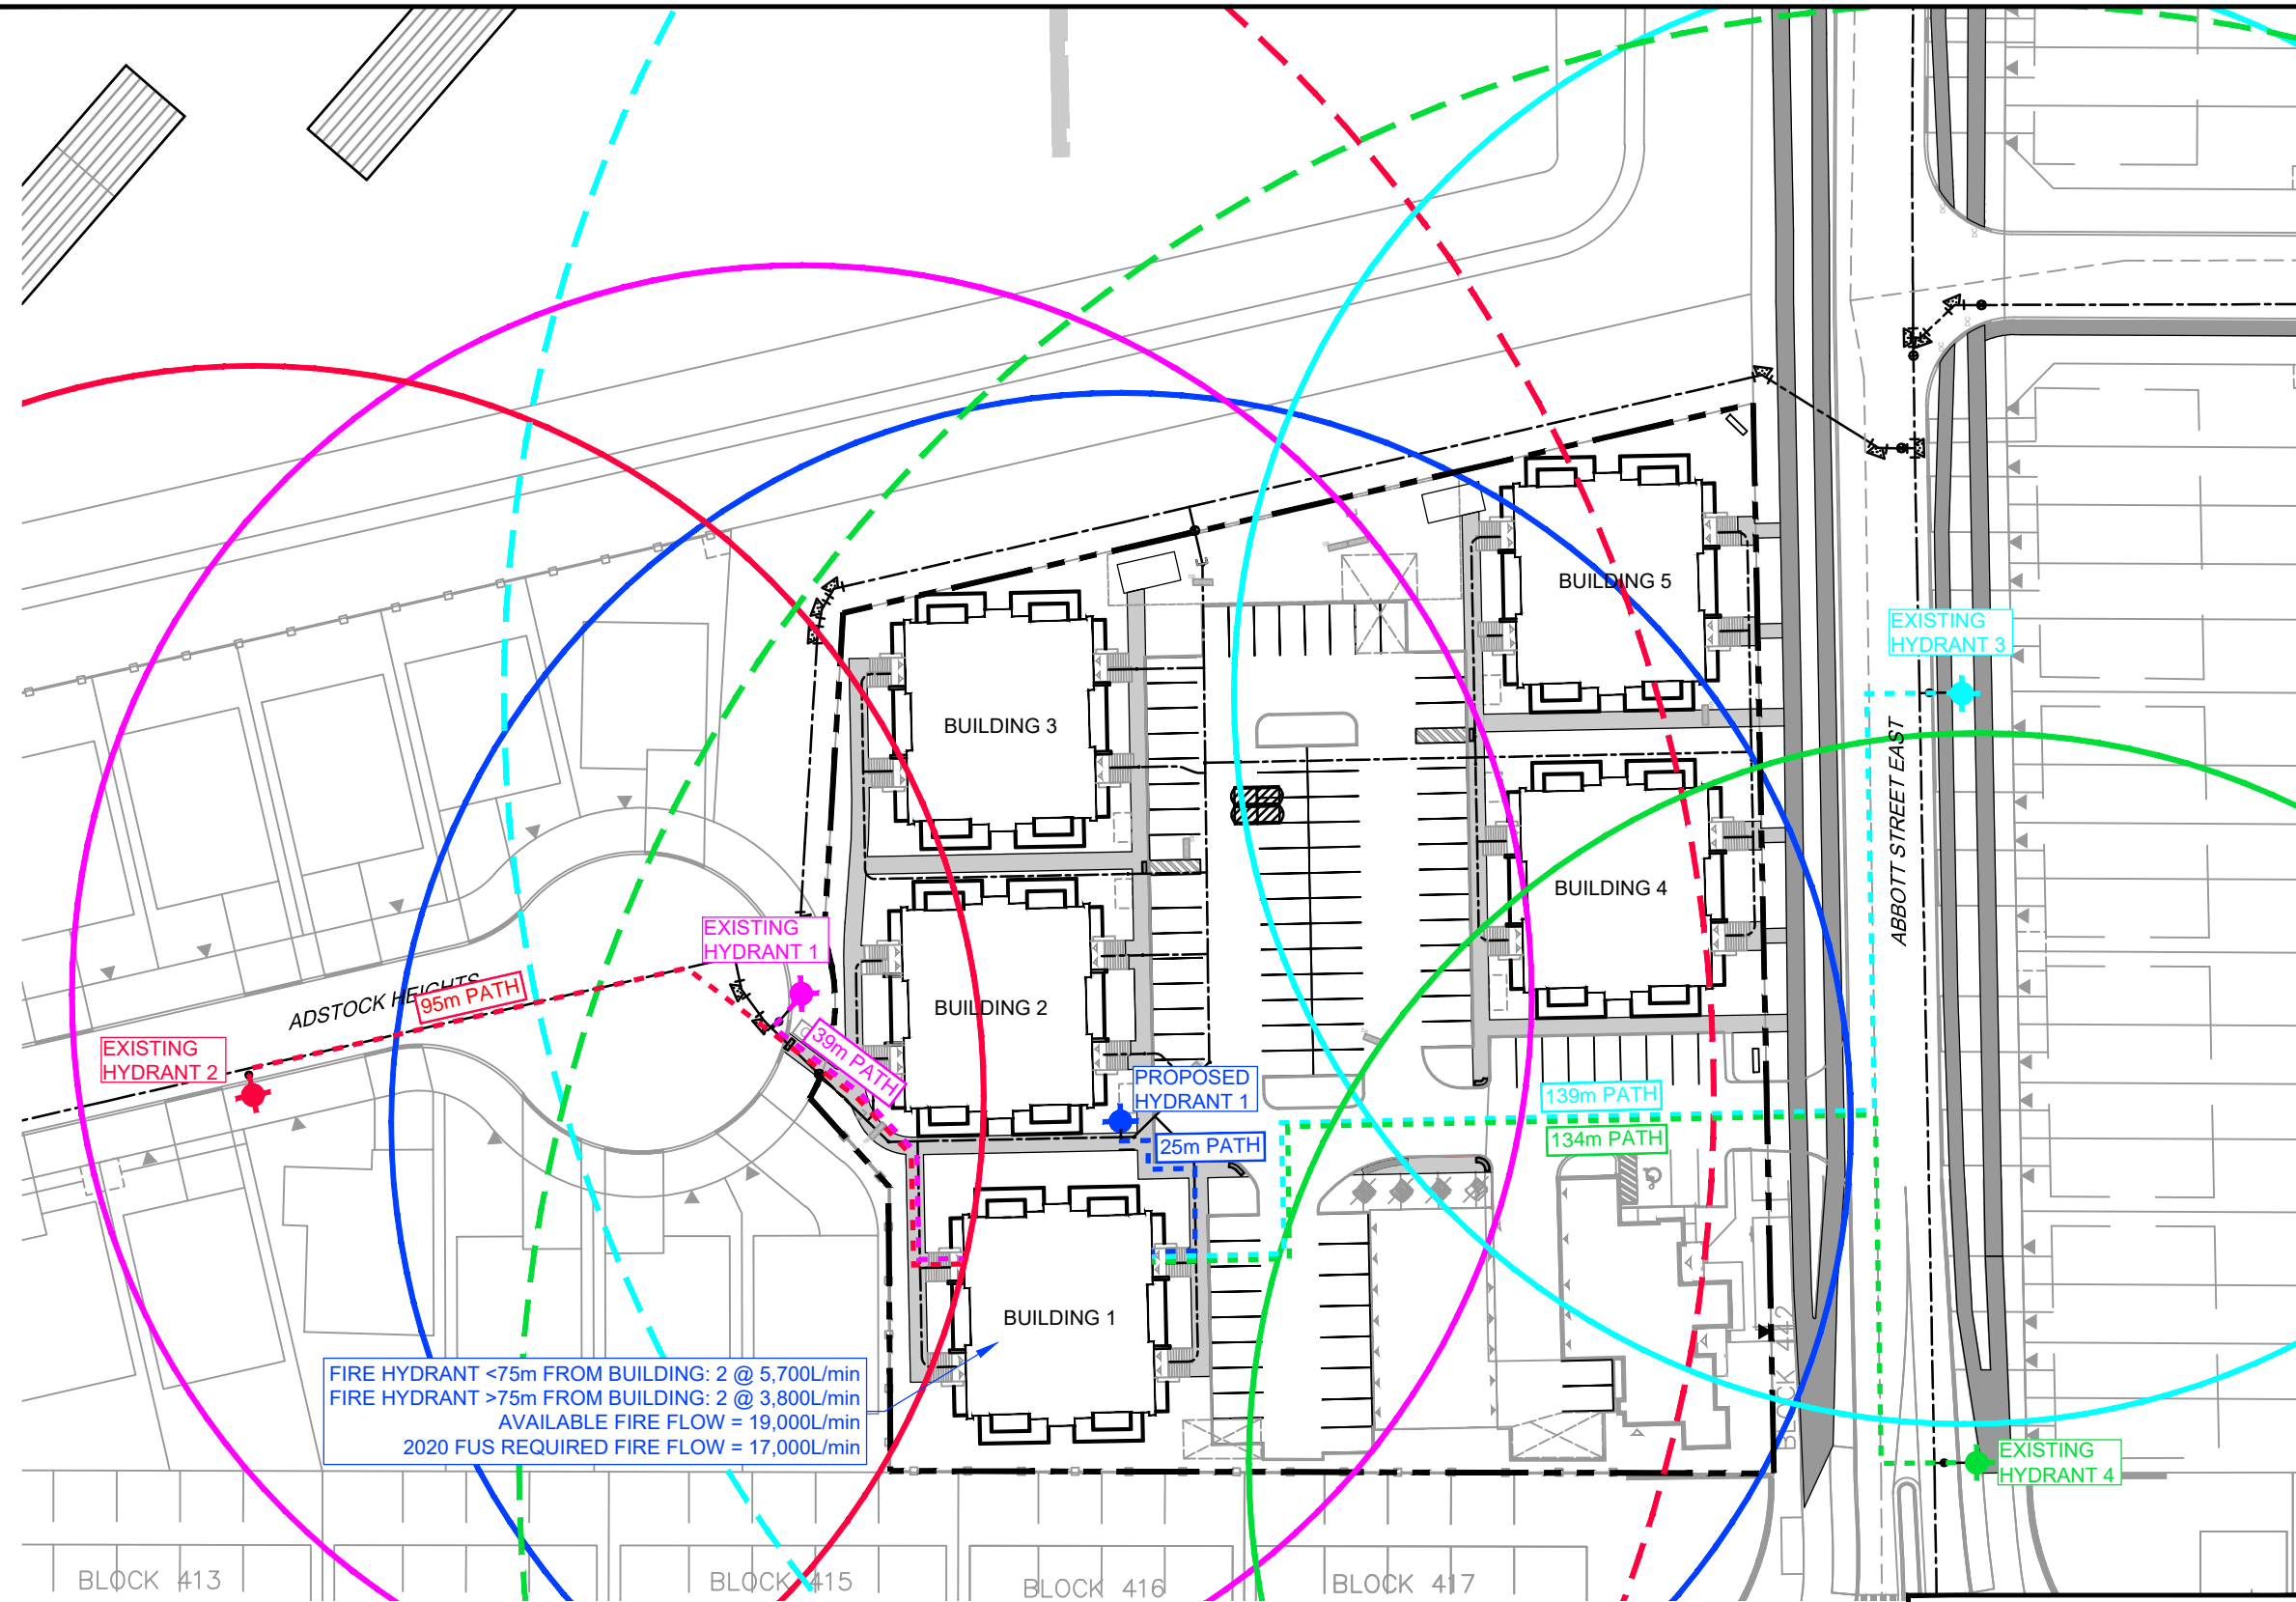 BUILDING 5
EXISTING
HYDRANT 3
BUILDING 3
ABBOTT STREET EAST
BUILDING 4
EXISTING
HYDRANT 1
ADSTOCK HEIGHTS
95m PATH
BUILDING 2
EXISTING
HYDRANT 2
39m PATH
PROPOSED
HYDRANT 1
139m PATH
25m PATH
134m PATH
BUILDING 1
BLOCK 442
FIRE HYDRANT <75m FROM BUILDING: 2 @ 5,700L/min
FIRE HYDRANT >75m FROM BUILDING: 2 @ 3,800L/min
AVAILABLE FIRE FLOW = 19,000L/min
2020 FUS REQUIRED FIRE FLOW = 17,000L/min
EXISTING
HYDRANT 4
BLOCK 413
BLOCK 415
BLOCK 416
BLOCK 417